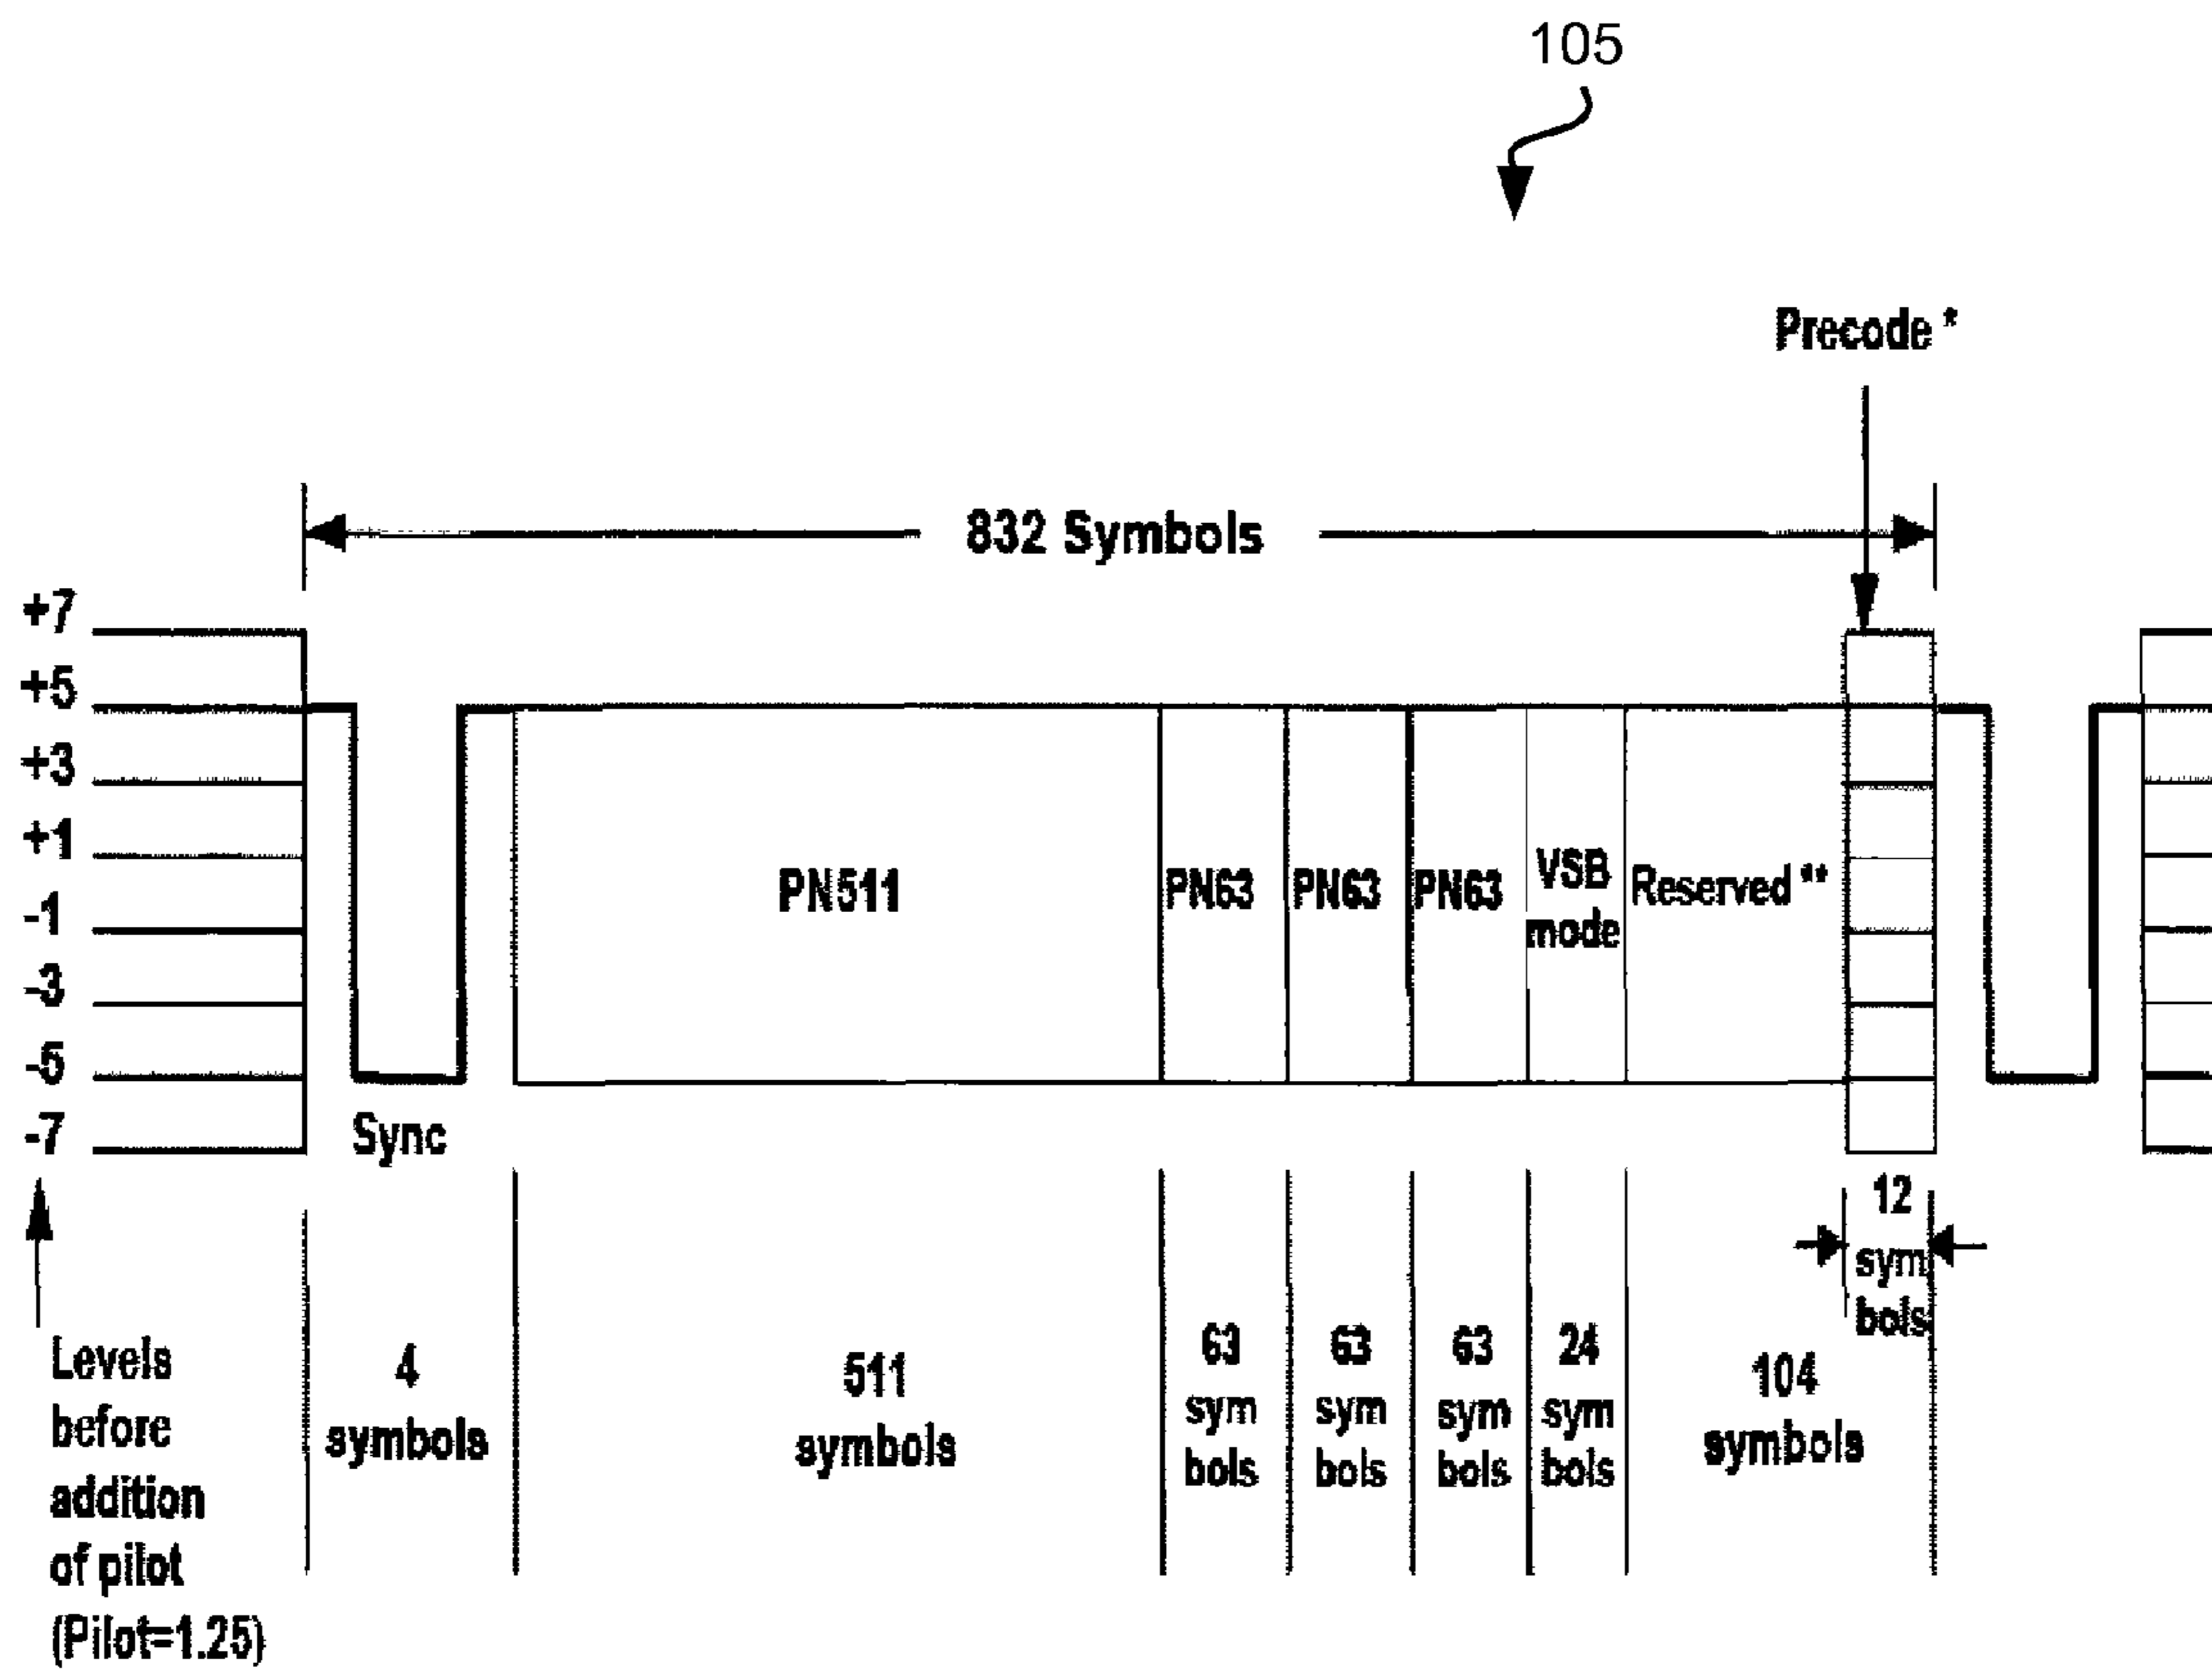 105
Precode *
832 Symbols
+7
+5
+3
+1
-1
-3
-5
-7
PN511
PN63
PN63
PN63
VSB
mode
Reserved **
Sync
12
sym
bols
Levels
before
addition
of pilot
(Pilot=1.25)
4
symbols
511
symbols
63
sym
bols
63
sym
bols
63
sym
bols
24
sym
bols
104
symbols